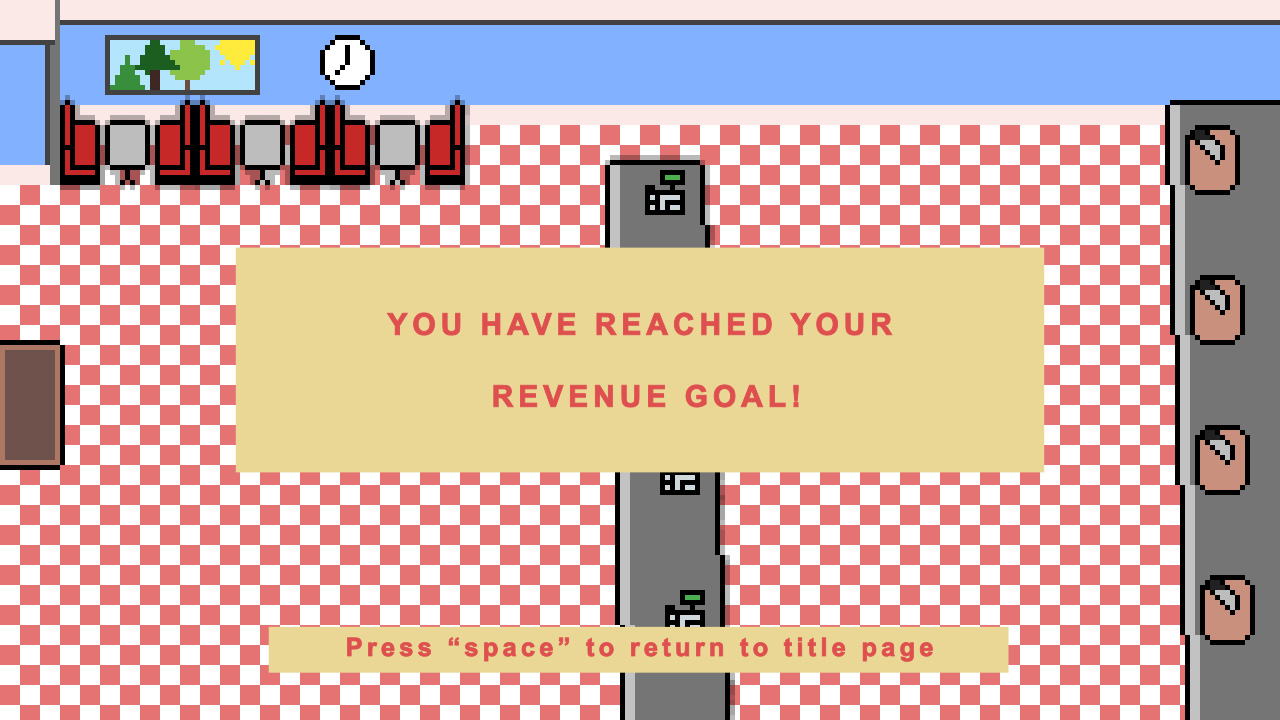 YOU HAVE REACHED YOUR
REVENUE GOAL!
Press “space” to return to title page